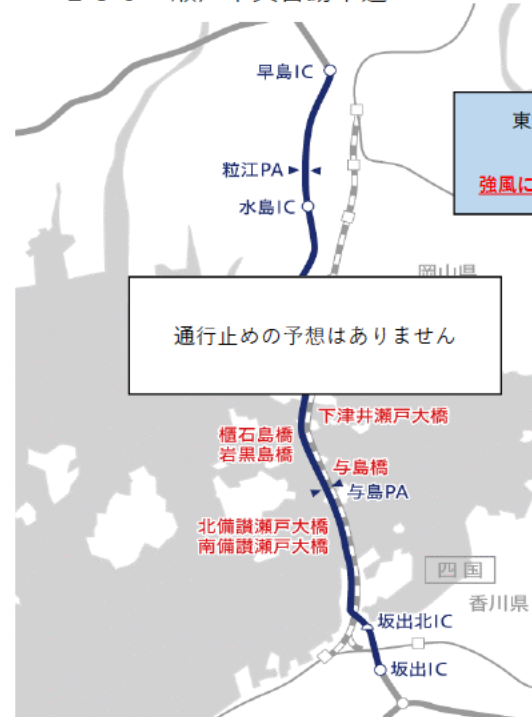 早島IC
東
粒江PA
強風に
水島IC
通行止めの予想はありません
下津井瀬戸大橋
櫃石島橋
岩黒島橋
与島橋
与島PA
北備讃瀬戸大橋
南備讃瀬戸大橋
四国
香川県
坂出北IC
坂出IC